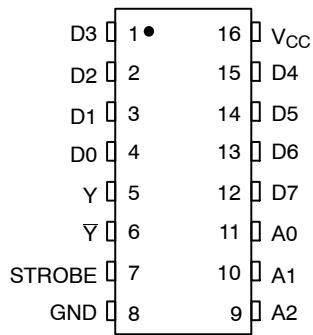 D3 1 16 VCC
D2 2 15 D4
D1 3 14 D5
D0 4 13 D6
Y 5 12 D7
Y̅ 6 11 A0
STROBE 7 10 A1
GND 8 9 A2